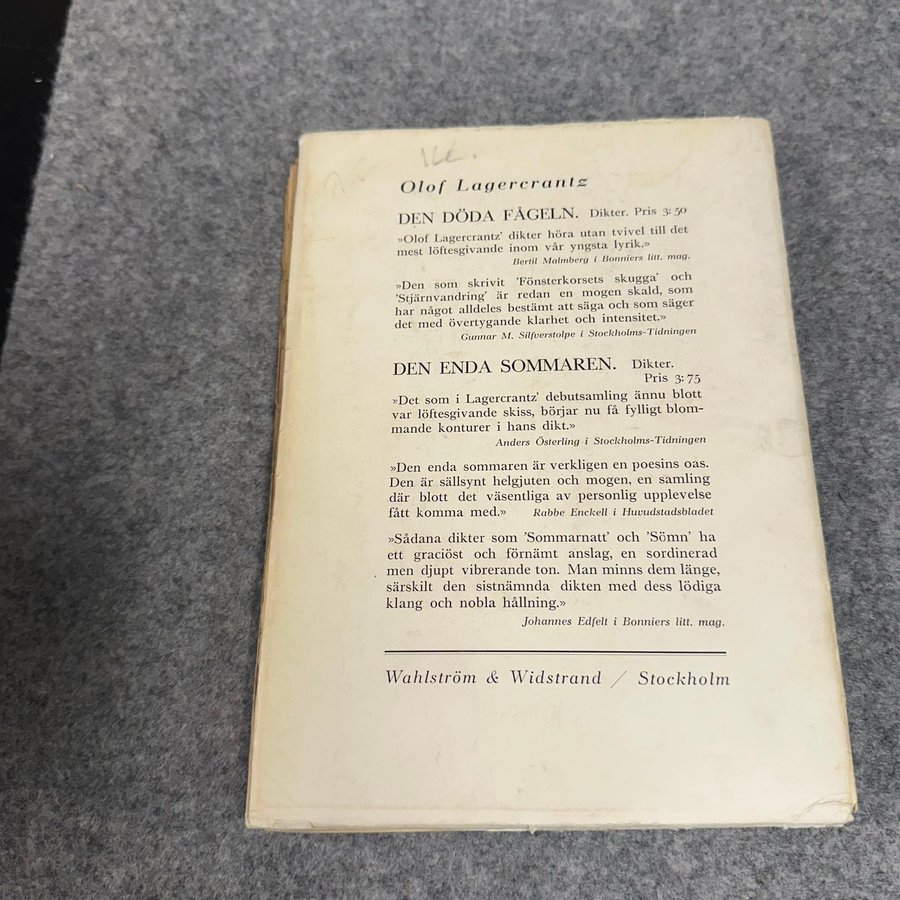 Olof Lagercrantz
DEN DÖDA FÅGELN. Dikter. Pris 3: 50
»Olof Lagercrantz' dikter höra utan tvivel till det
mest löftesgivande inom vår yngsta lyrik.»
Bertil Malmberg i Bonniers litt. mag.
»Den som skrivit 'Fönsterkorsets skugga' och
'Stjärnvandring' är redan en mogen skald, som
har något alldeles bestämt att säga och som säger
det med övertygande klarhet och intensitet.»
Gunnar M. Silfverstolpe i Stockholms-Tidningen
DEN ENDA SOMMAREN. Dikter.
Pris 3: 75
»Det som i Lagercrantz' debutsamling ännu blott
var löftesgivande skiss, börjar nu få fylligt blom-
mande konturer i hans dikt.»
Anders Österling i Stockholms-Tidningen
»Den enda sommaren är verkligen en poesins oas.
Den är sällsynt helgjuten och mogen, en samling
där blott det väsentliga av personlig upplevelse
fått komma med.» Rabbe Enckell i Huvudstadsbladet
»Sådana dikter som 'Sommarnatt' och 'Sömn' ha
ett graciöst och förnämt anslag, en sordinerad
men djupt vibrerande ton. Man minns dem länge,
särskilt den sistnämnda dikten med dess lödiga
klang och nobla hållning.»
Johannes Edfelt i Bonniers litt. mag.
Wahlström & Widstrand / Stockholm